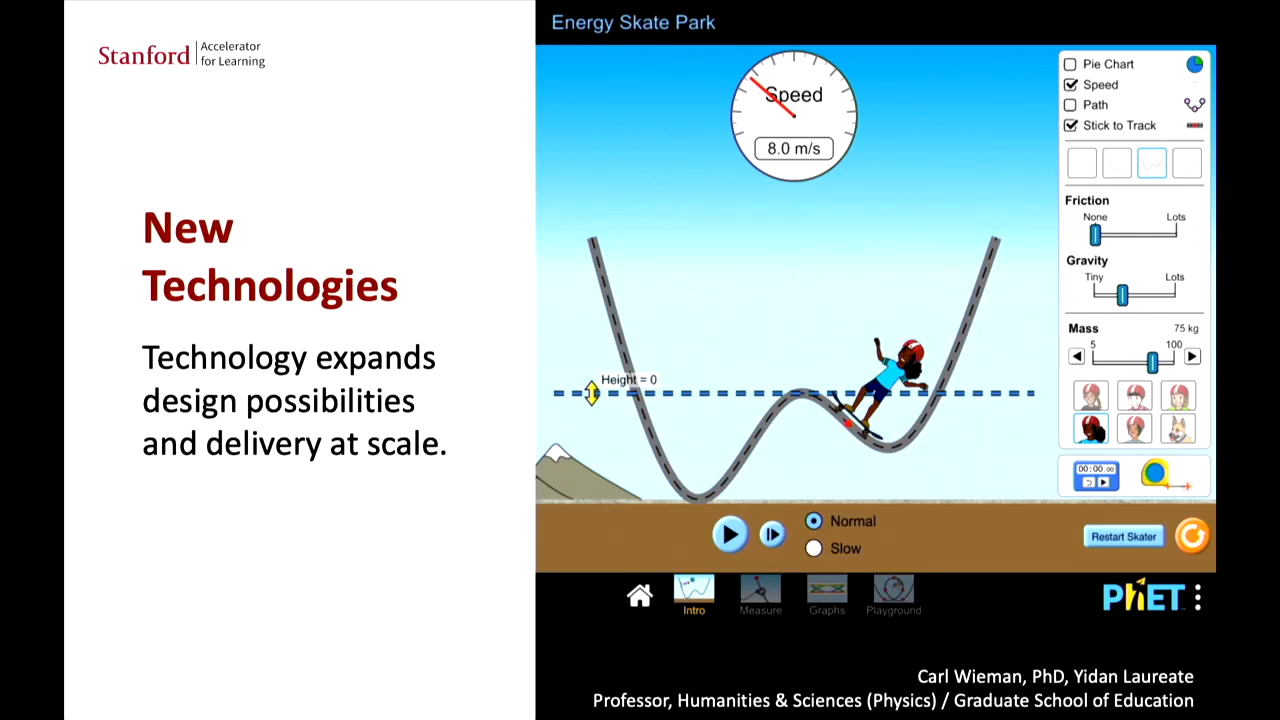 Stanford
Accelerator
for Learning
New
Technologies
Technology expands
design possibilities
and delivery at scale.
Energy Skate Park
Speed
8.0 m/s
Height = 0
Pie Chart
Speed
Path
Stick to Track
Friction
None Lots
Gravity
Tiny Lots
Mass 75 kg
5 100
00:00.00
Normal
Slow
Restart Skater
Intro Measure Graphs Playground
PhET
Carl Wieman, PhD, Yidan Laureate
Professor, Humanities & Sciences (Physics) / Graduate School of Education